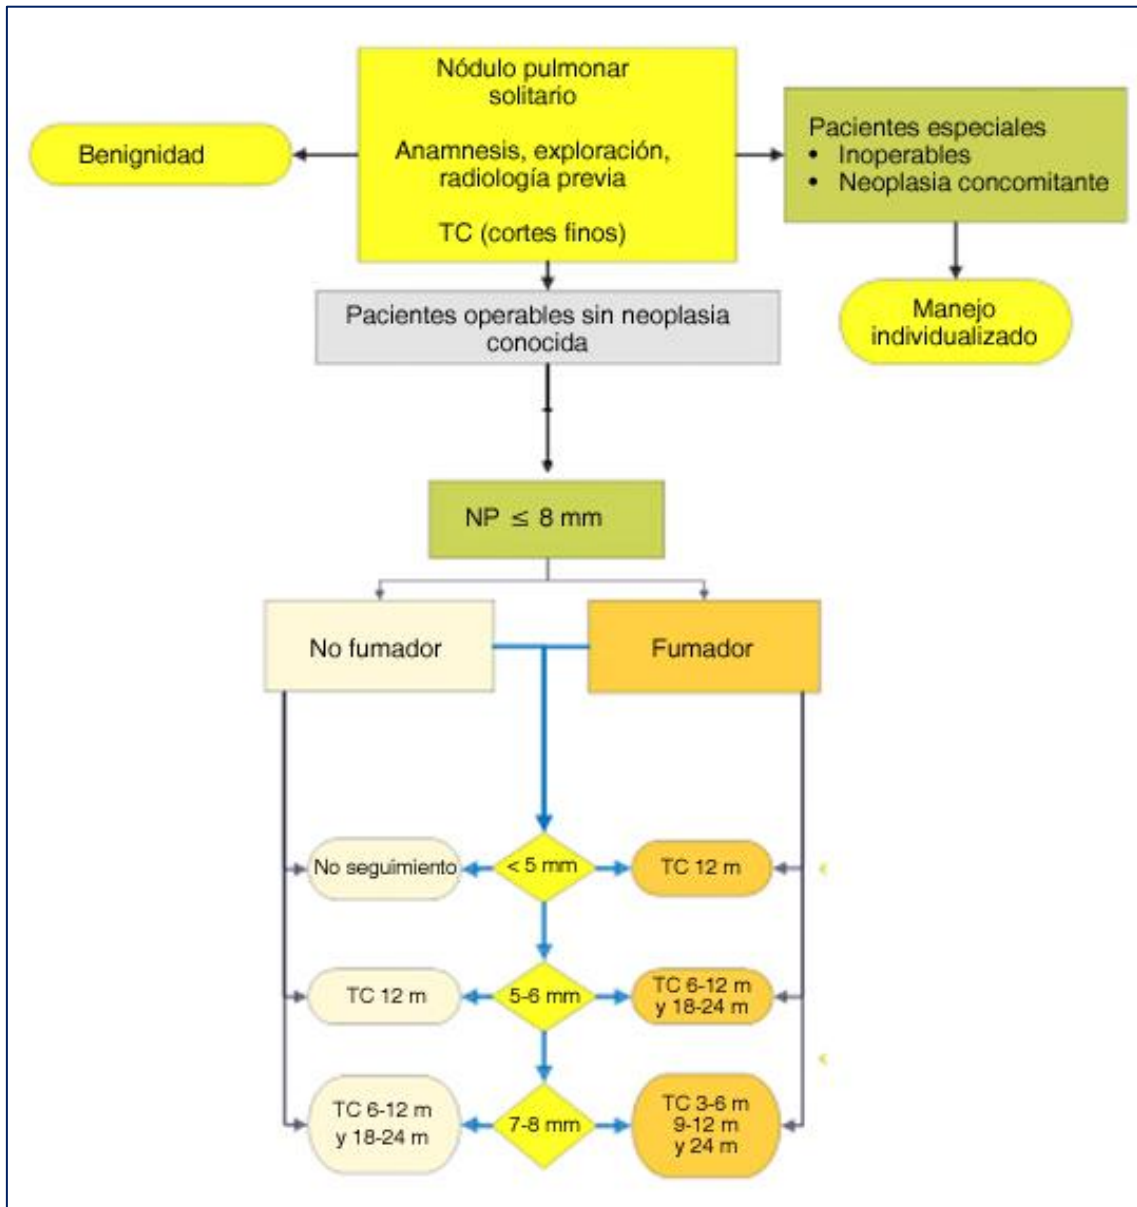 Nódulo pulmonar
solitario
Anamnesis, exploración,
radiología previa
TC (cortes finos)
Benignidad
Pacientes especiales
• Inoperables
• Neoplasia concomitante
Manejo
individualizado
Pacientes operables sin neoplasia
conocida
NP ≤ 8 mm
No fumador
Fumador
No seguimiento
< 5 mm
TC 12 m
TC 12 m
5-6 mm
TC 6-12 m
y 18-24 m
TC 6-12 m
y 18-24 m
7-8 mm
TC 3-6 m
9-12 m
y 24 m